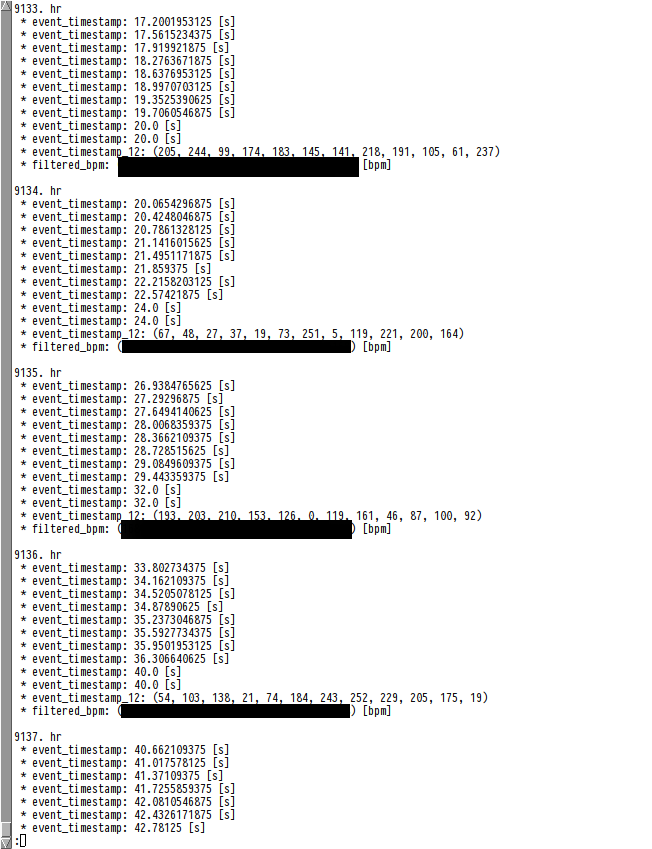 9133. hr
* event_timestamp: 17.2001953125 [s]
* event_timestamp: 17.5615234375 [s]
* event_timestamp: 17.919921875 [s]
* event_timestamp: 18.2763671875 [s]
* event_timestamp: 18.6376953125 [s]
* event_timestamp: 18.9970703125 [s]
* event_timestamp: 19.3525390625 [s]
* event_timestamp: 19.7060546875 [s]
* event_timestamp: 20.0 [s]
* event_timestamp: 20.0 [s]
* event_timestamp_12: (205, 244, 99, 174, 183, 145, 141, 218, 191, 105, 61, 237)
* filtered_bpm: [bpm]
9134. hr
* event_timestamp: 20.0654296875 [s]
* event_timestamp: 20.4248046875 [s]
* event_timestamp: 20.7861328125 [s]
* event_timestamp: 21.1416015625 [s]
* event_timestamp: 21.4951171875 [s]
* event_timestamp: 21.859375 [s]
* event_timestamp: 22.2158203125 [s]
* event_timestamp: 22.57421875 [s]
* event_timestamp: 24.0 [s]
* event_timestamp: 24.0 [s]
* event_timestamp_12: (67, 48, 27, 37, 19, 73, 251, 5, 119, 221, 200, 164)
* filtered_bpm: () [bpm]
9135. hr
* event_timestamp: 26.9384765625 [s]
* event_timestamp: 27.29296875 [s]
* event_timestamp: 27.6494140625 [s]
* event_timestamp: 28.0068359375 [s]
* event_timestamp: 28.3662109375 [s]
* event_timestamp: 28.728515625 [s]
* event_timestamp: 29.0849609375 [s]
* event_timestamp: 29.443359375 [s]
* event_timestamp: 32.0 [s]
* event_timestamp: 32.0 [s]
* event_timestamp_12: (193, 203, 210, 153, 126, 0, 119, 161, 46, 87, 100, 92)
* filtered_bpm: () [bpm]
9136. hr
* event_timestamp: 33.802734375 [s]
* event_timestamp: 34.162109375 [s]
* event_timestamp: 34.5205078125 [s]
* event_timestamp: 34.87890625 [s]
* event_timestamp: 35.2373046875 [s]
* event_timestamp: 35.5927734375 [s]
* event_timestamp: 35.9501953125 [s]
* event_timestamp: 36.306640625 [s]
* event_timestamp: 40.0 [s]
* event_timestamp: 40.0 [s]
* event_timestamp_12: (54, 103, 138, 21, 74, 184, 243, 252, 229, 205, 175, 19)
* filtered_bpm: () [bpm]
9137. hr
* event_timestamp: 40.662109375 [s]
* event_timestamp: 41.017578125 [s]
* event_timestamp: 41.37109375 [s]
* event_timestamp: 41.7255859375 [s]
* event_timestamp: 42.0810546875 [s]
* event_timestamp: 42.4326171875 [s]
* event_timestamp: 42.78125 [s]
: